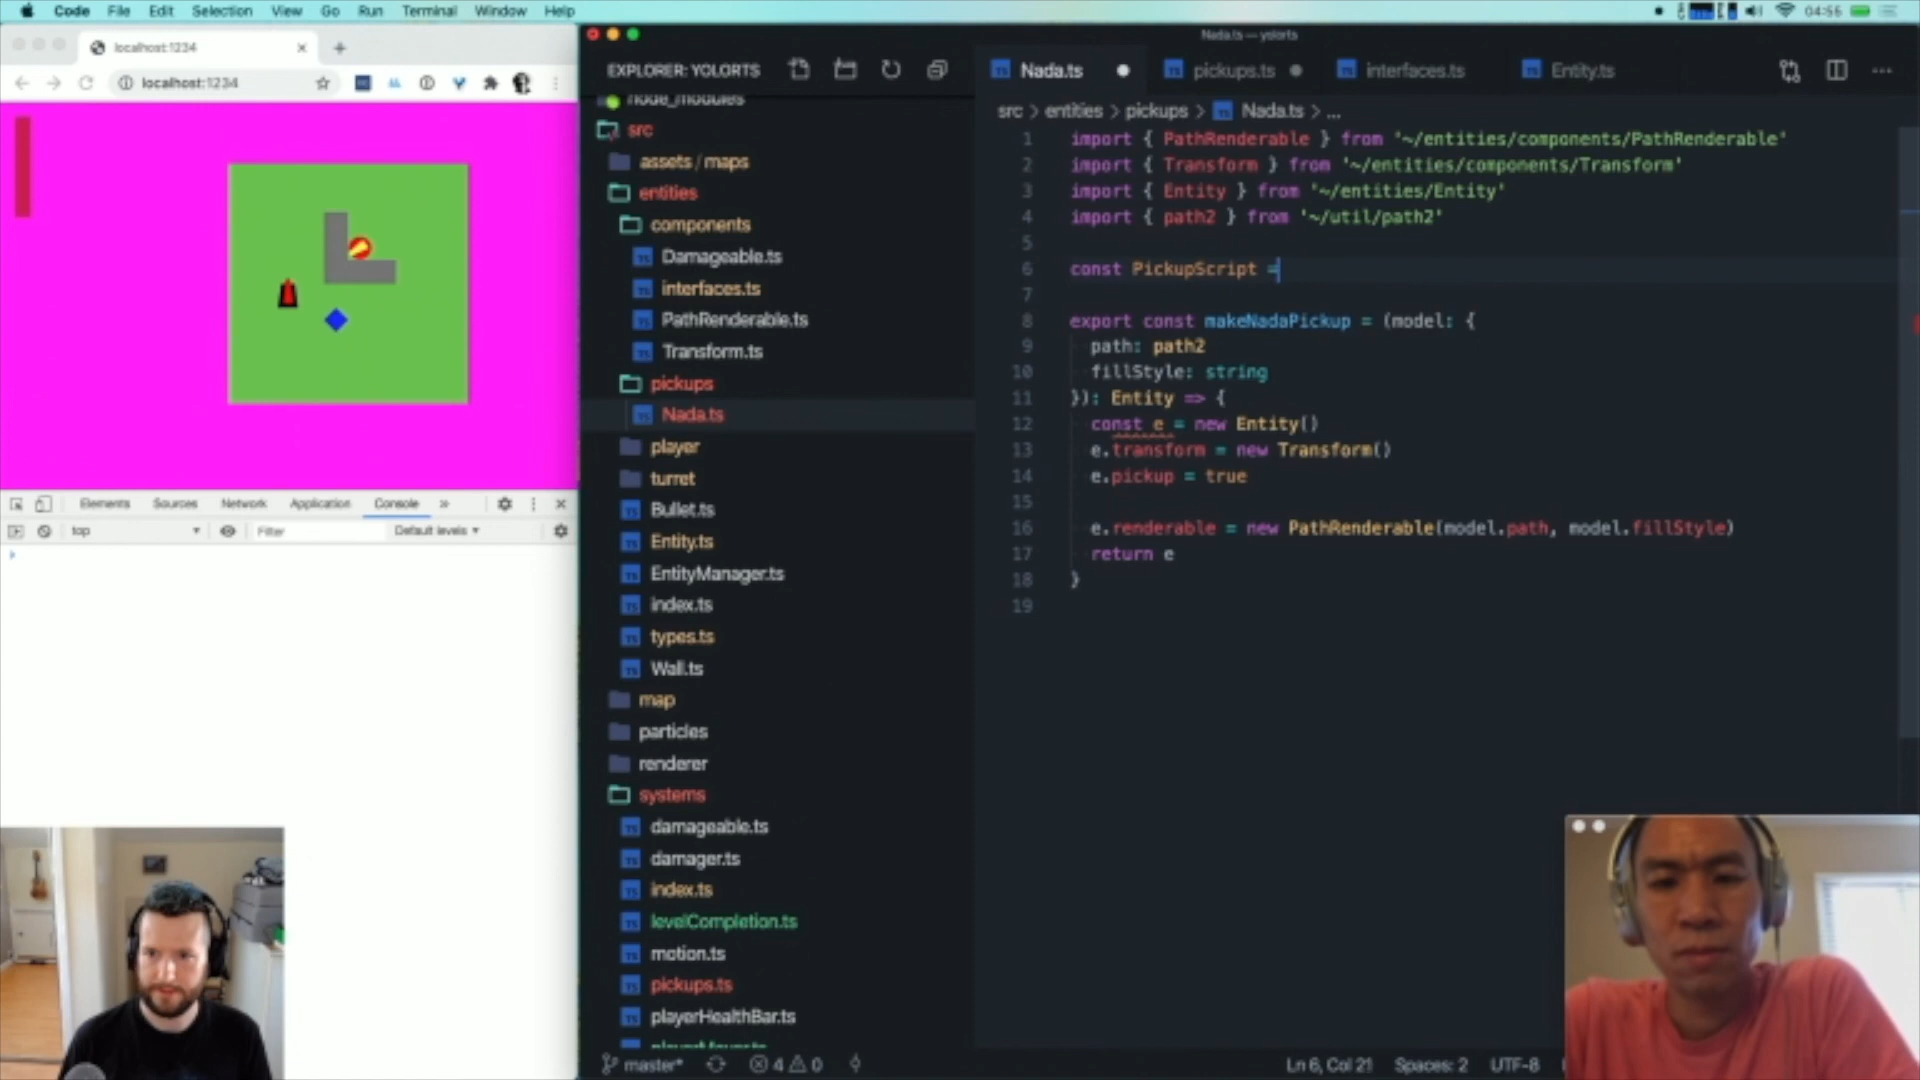 Code File Edit Selection View Go Run Terminal Window Help
04:55
localhost:1234
localhost:1234
Elements Sources Network Application Console
top Filter Default levels
Nada.ts — yolorts
EXPLORER: YOLORTS
node_modules
src
assets / maps
entities
components
Damageable.ts
interfaces.ts
PathRenderable.ts
Transform.ts
pickups
Nada.ts
player
turret
Bullet.ts
Entity.ts
EntityManager.ts
index.ts
types.ts
Wall.ts
map
particles
renderer
systems
damageable.ts
damager.ts
index.ts
levelCompletion.ts
motion.ts
pickups.ts
playerHealthBar.ts
Nada.ts pickups.ts interfaces.ts Entity.ts
src > entities > pickups > Nada.ts > ...
1 import { PathRenderable } from '~/entities/components/PathRenderable'
2 import { Transform } from '~/entities/components/Transform'
3 import { Entity } from '~/entities/Entity'
4 import { path2 } from '~/util/path2'
5
6 const PickupScript =
7
8 export const makeNadaPickup = (model: {
9 path: path2
10 fillStyle: string
11 }): Entity => {
12 const e = new Entity()
13 e.transform = new Transform()
14 e.pickup = true
15
16 e.renderable = new PathRenderable(model.path, model.fillStyle)
17 return e
18 }
19
master* 4 0 Ln 6, Col 21 Spaces: 2 UTF-8